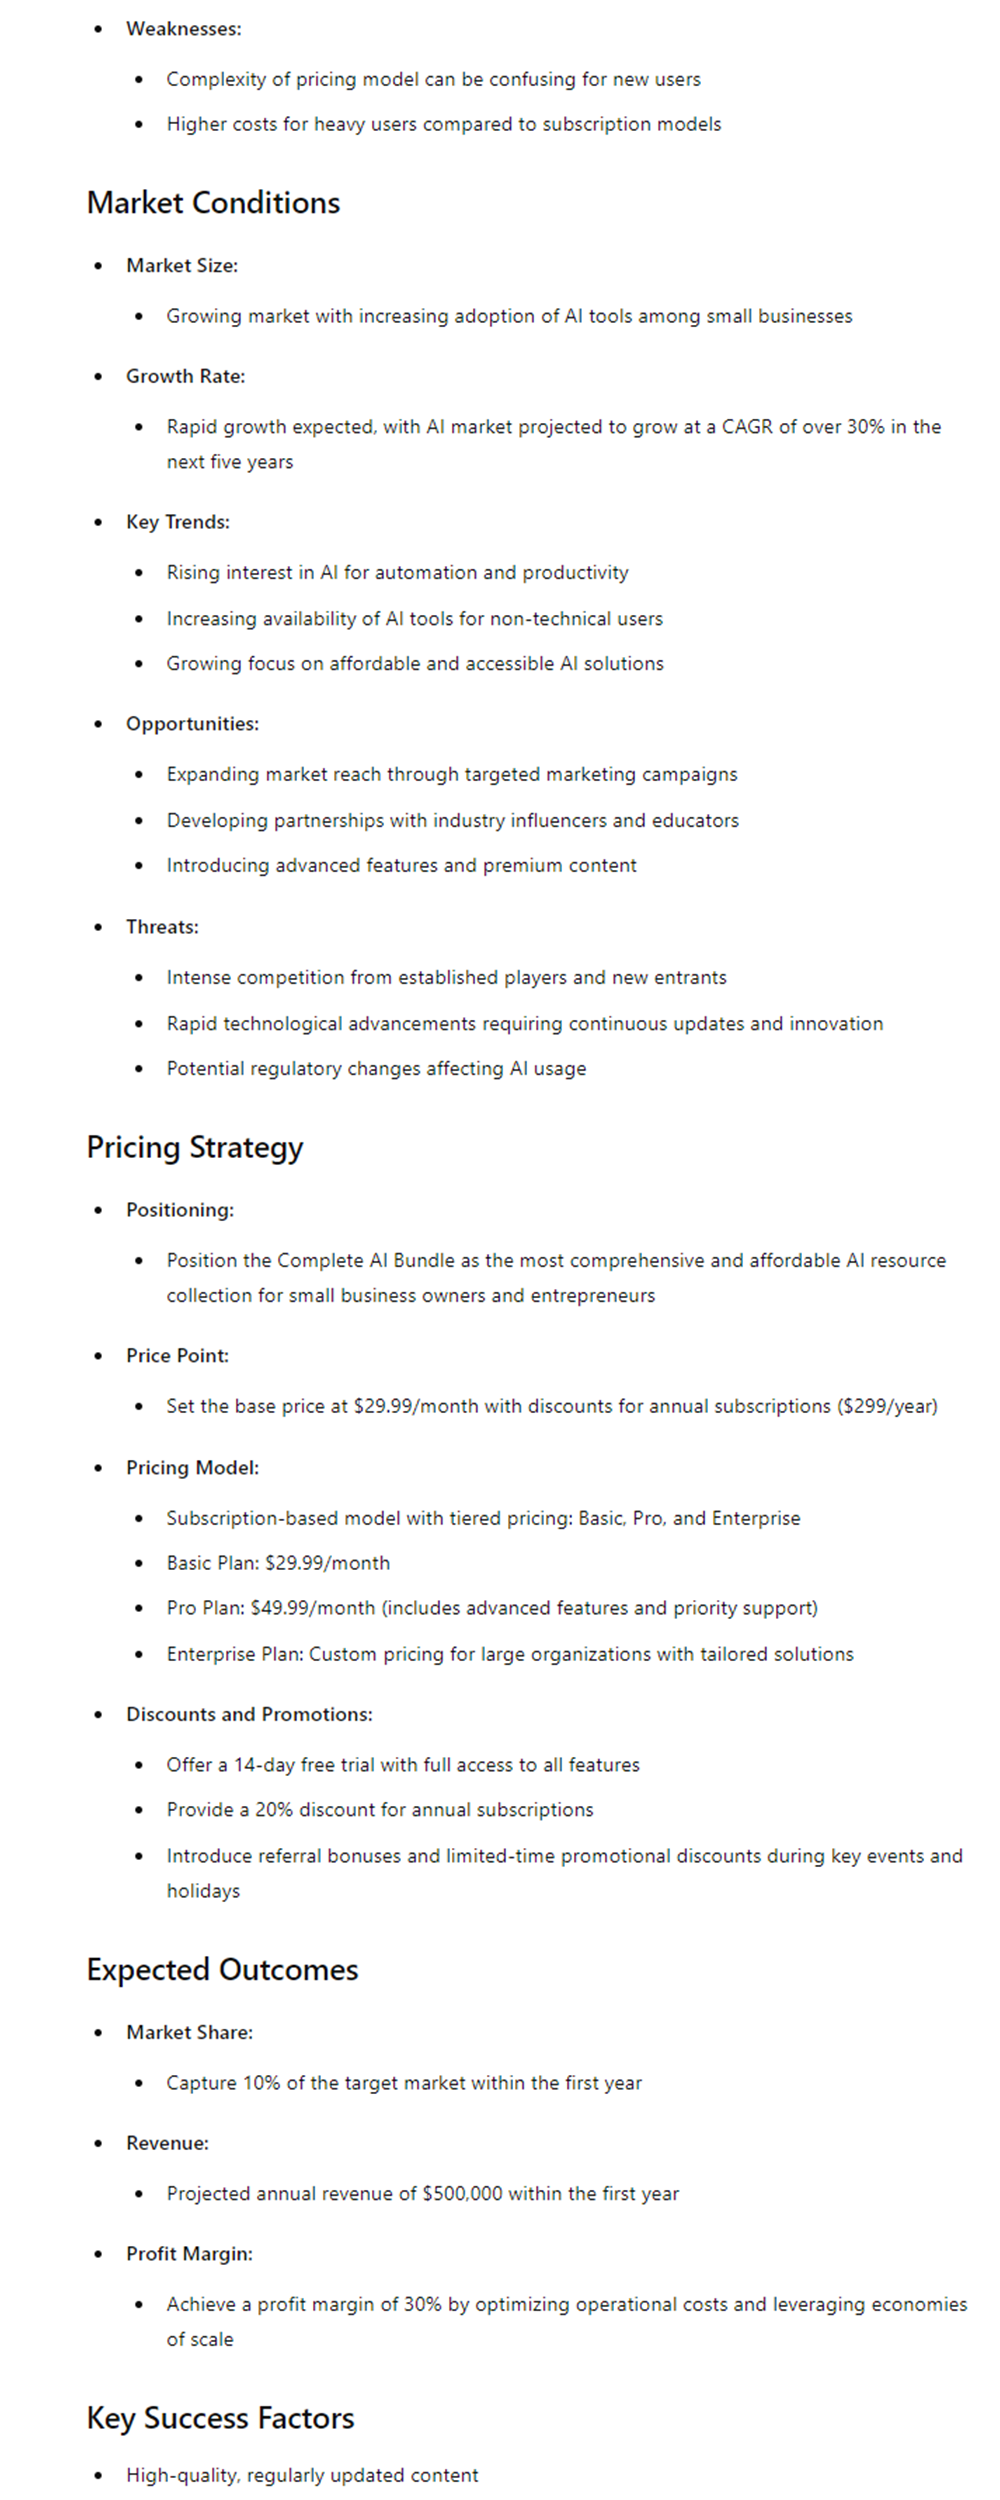 Weaknesses:
Complexity of pricing model can be confusing for new users
Higher costs for heavy users compared to subscription models
Market Conditions
Market Size:
Growing market with increasing adoption of AI tools among small businesses
Growth Rate:
Rapid growth expected, with AI market projected to grow at a CAGR of over 30% in the
next five years
Key Trends:
Rising interest in AI for automation and productivity
Increasing availability of AI tools for non-technical users
Growing focus on affordable and accessible AI solutions
Opportunities:
Expanding market reach through targeted marketing campaigns
Developing partnerships with industry influencers and educators
Introducing advanced features and premium content
Threats:
Intense competition from established players and new entrants
Rapid technological advancements requiring continuous updates and innovation
Potential regulatory changes affecting AI usage
Pricing Strategy
Positioning:
Position the Complete AI Bundle as the most comprehensive and affordable AI resource
collection for small business owners and entrepreneurs
Price Point:
Set the base price at $29.99/month with discounts for annual subscriptions ($299/year)
Pricing Model:
Subscription-based model with tiered pricing: Basic, Pro, and Enterprise
Basic Plan: $29.99/month
Pro Plan: $49.99/month (includes advanced features and priority support)
Enterprise Plan: Custom pricing for large organizations with tailored solutions
Discounts and Promotions:
Offer a 14-day free trial with full access to all features
Provide a 20% discount for annual subscriptions
Introduce referral bonuses and limited-time promotional discounts during key events and
holidays
Expected Outcomes
Market Share:
Capture 10% of the target market within the first year
Revenue:
Projected annual revenue of $500,000 within the first year
Profit Margin:
Achieve a profit margin of 30% by optimizing operational costs and leveraging economies
of scale
Key Success Factors
High-quality, regularly updated content